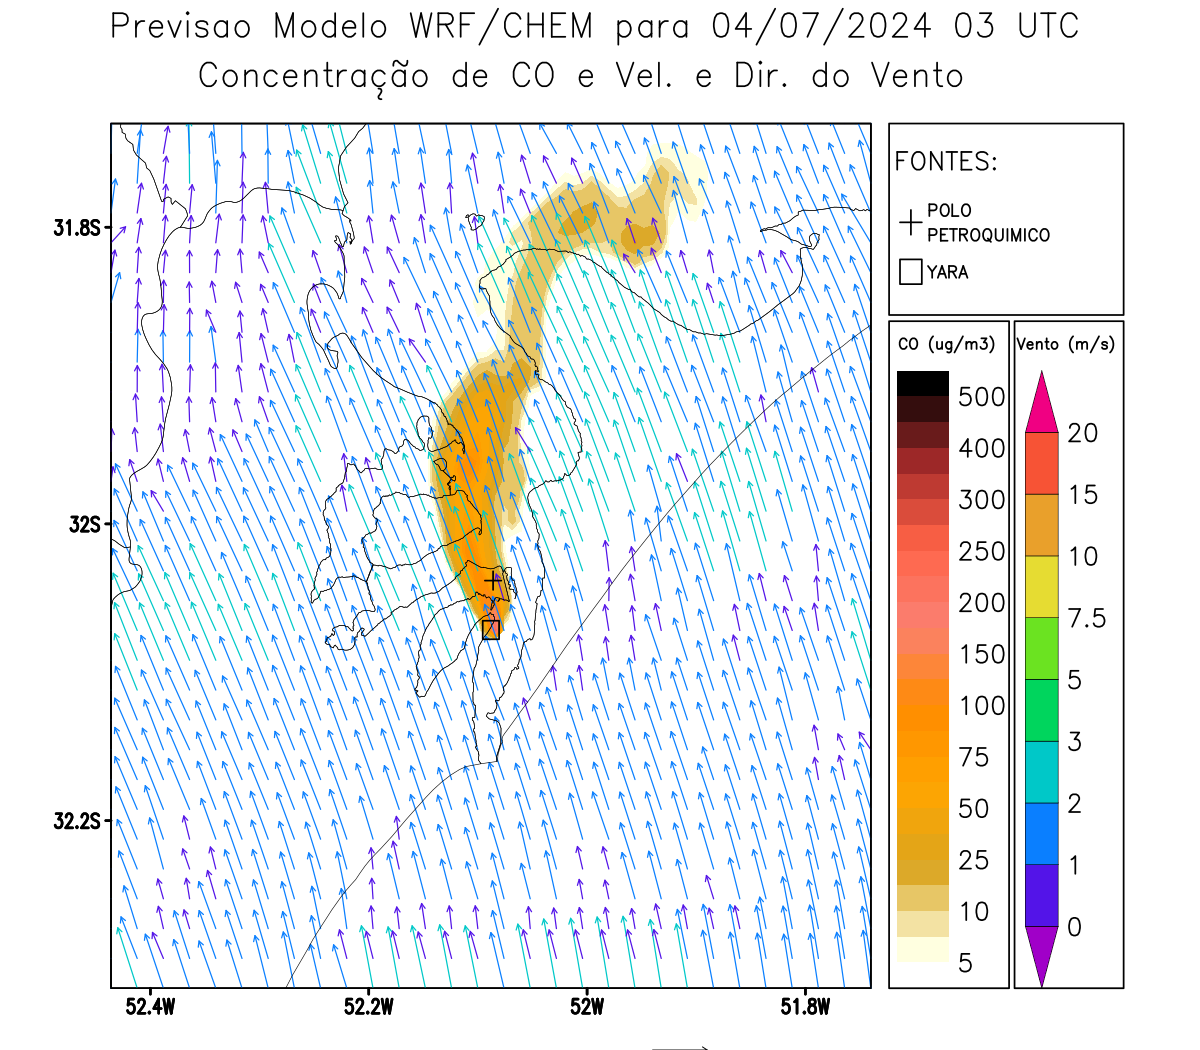 Previsao Modelo WRF/CHEM para 04/07/2024 03 UTC
Concentração de CO e Vel. e Dir. do Vento
FONTES:
POLO
PETROQUIMICO
YARA
CO (ug/m3)
500
400
300
250
200
150
100
75
50
25
10
5
Vento (m/s)
20
15
10
7.5
5
3
2
1
0
31.8S
32S
32.2S
52.4W
52.2W
52W
51.8W